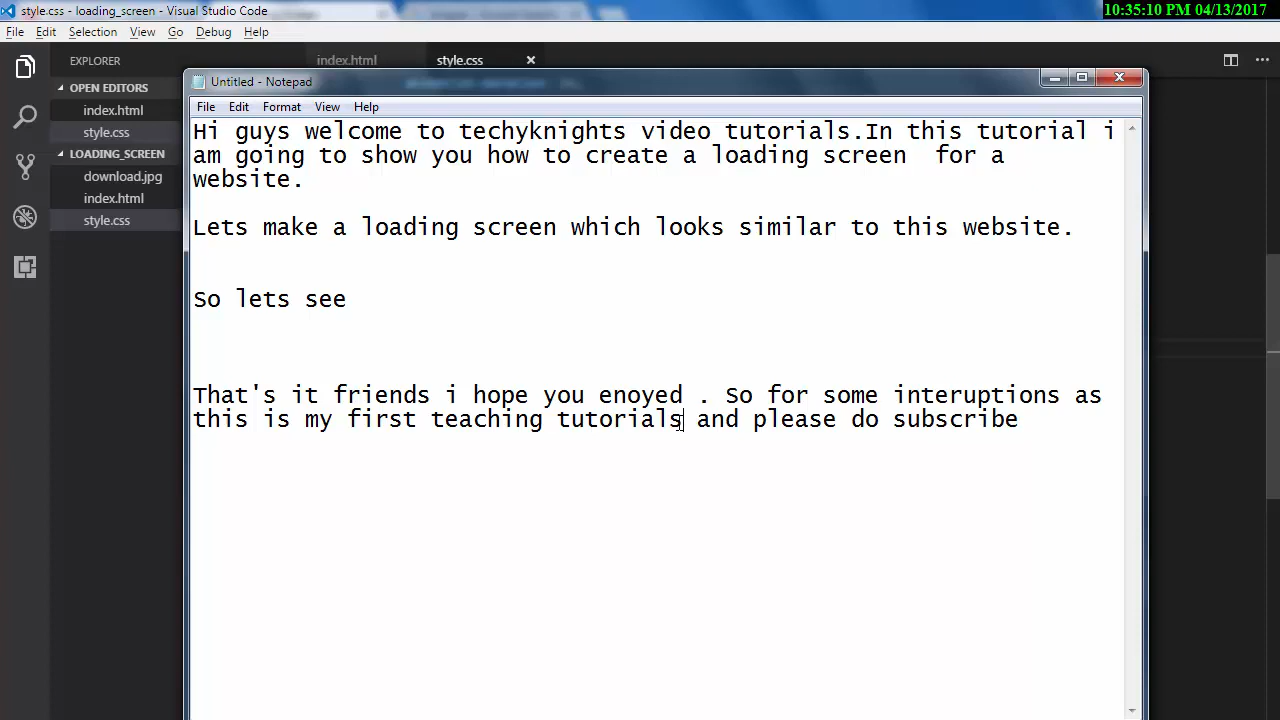 style.css - loading_screen - Visual Studio Code
10:35:10 PM 04/13/2017
File Edit Selection View Go Debug Help
EXPLORER
index.html style.css
OPEN EDITORS
index.html
style.css
LOADING_SCREEN
download.jpg
index.html
style.css
Untitled - Notepad
File Edit Format View Help
Hi guys welcome to techyknights video tutorials.In this tutorial i
am going to show you how to create a loading screen for a
website.
Lets make a loading screen which looks similar to this website.
So lets see
That's it friends i hope you enoyed . So for some interuptions as
this is my first teaching tutorials and please do subscribe